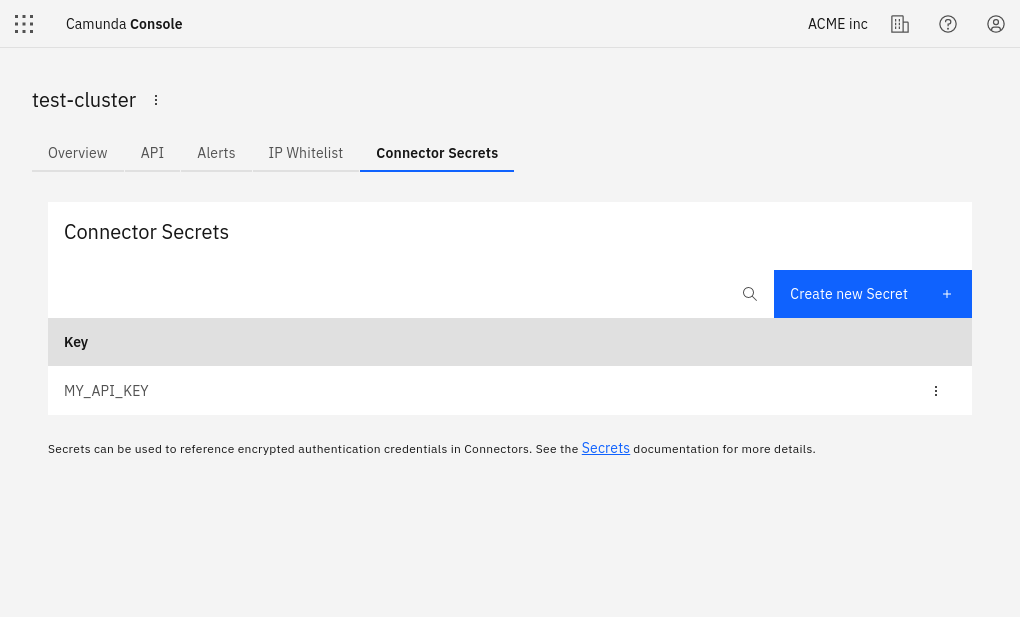 Camunda Console
ACME inc
test-cluster
Overview API Alerts IP Whitelist Connector Secrets
Connector Secrets
Create new Secret +
Key
MY_API_KEY
Secrets can be used to reference encrypted authentication credentials in Connectors. See the Secrets documentation for more details.